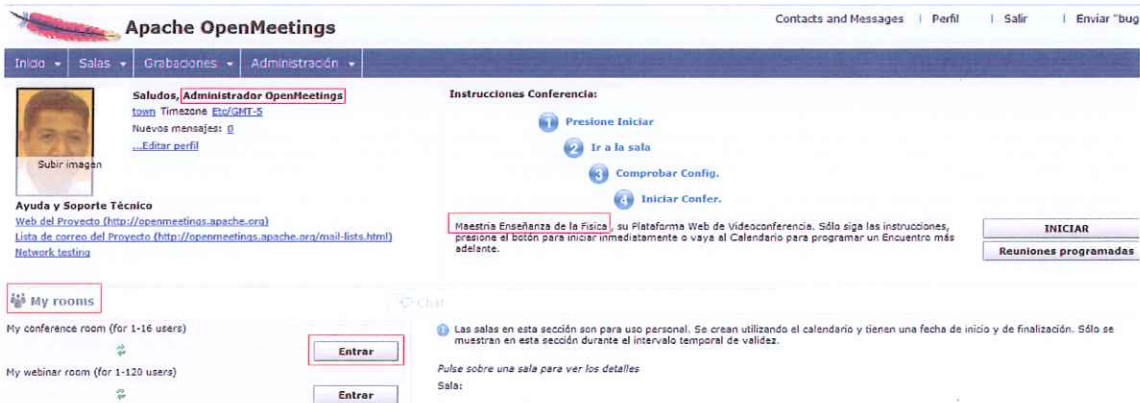 Apache OpenMeetings
Contacts and Messages | Perfil | Salir | Enviar "bug
Inicio Salas Grabaciones Administración
Saludos, Administrador OpenMeetings
town Timezone Etc/GMT-5
Nuevos mensajes: 0
...Editar perfil
Subir imagen
Ayuda y Soporte Técnico
Web del Proyecto (http://openmeetings.apache.org)
Lista de correo del Proyecto (http://openmeetings.apache.org/mail-lists.html)
Network testing
Instrucciones Conferencia:
1 Presione Iniciar
2 Ir a la sala
3 Comprobar Config.
4 Iniciar Confer.
Maestria Enseñanza de la Fisica, su Plataforma Web de Videoconferencia. Sólo siga las instrucciones,
presione el botón para iniciar inmediatamente o vaya al Calendario para programar un Encuentro más
adelante.
INICIAR
Reuniones programadas
My rooms
Chat
My conference room (for 1-16 users)
Entrar
My webinar room (for 1-120 users)
Entrar
Las salas en esta sección son para uso personal. Se crean utilizando el calendario y tienen una fecha de inicio y de finalización. Sólo se
muestran en esta sección durante el intervalo temporal de validez.
Pulse sobre una sala para ver los detalles
Sala: